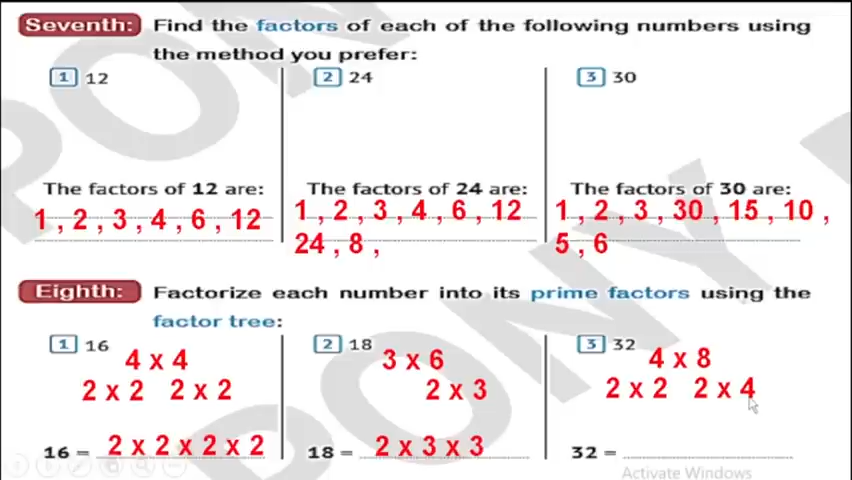 Seventh: Find the factors of each of the following numbers using
the method you prefer:
1 12
2 24
3 30
The factors of 12 are:
1 , 2 , 3 , 4 , 6 , 12
The factors of 24 are:
1 , 2 , 3 , 4 , 6 , 12
24 , 8 ,
The factors of 30 are:
1 , 2 , 3 , 30 , 15 , 10 ,
5 , 6
Eighth: Factorize each number into its prime factors using the
factor tree:
1 16
4 x 4
2 x 2 2 x 2
16 = 2 x 2 x 2 x 2
2 18
3 x 6
2 x 3
18 = 2 x 3 x 3
3 32
4 x 8
2 x 2 2 x 4
32 =
Activate Windows
PONY
PONY